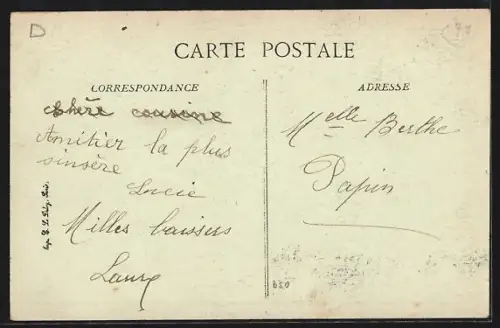 D
CARTE POSTALE
CORRESPONDANCE
chère cousine
Amitier la plus
sinsère
Lucie
Milles baisers
Laure
ADRESSE
Melle Berthe
Papin